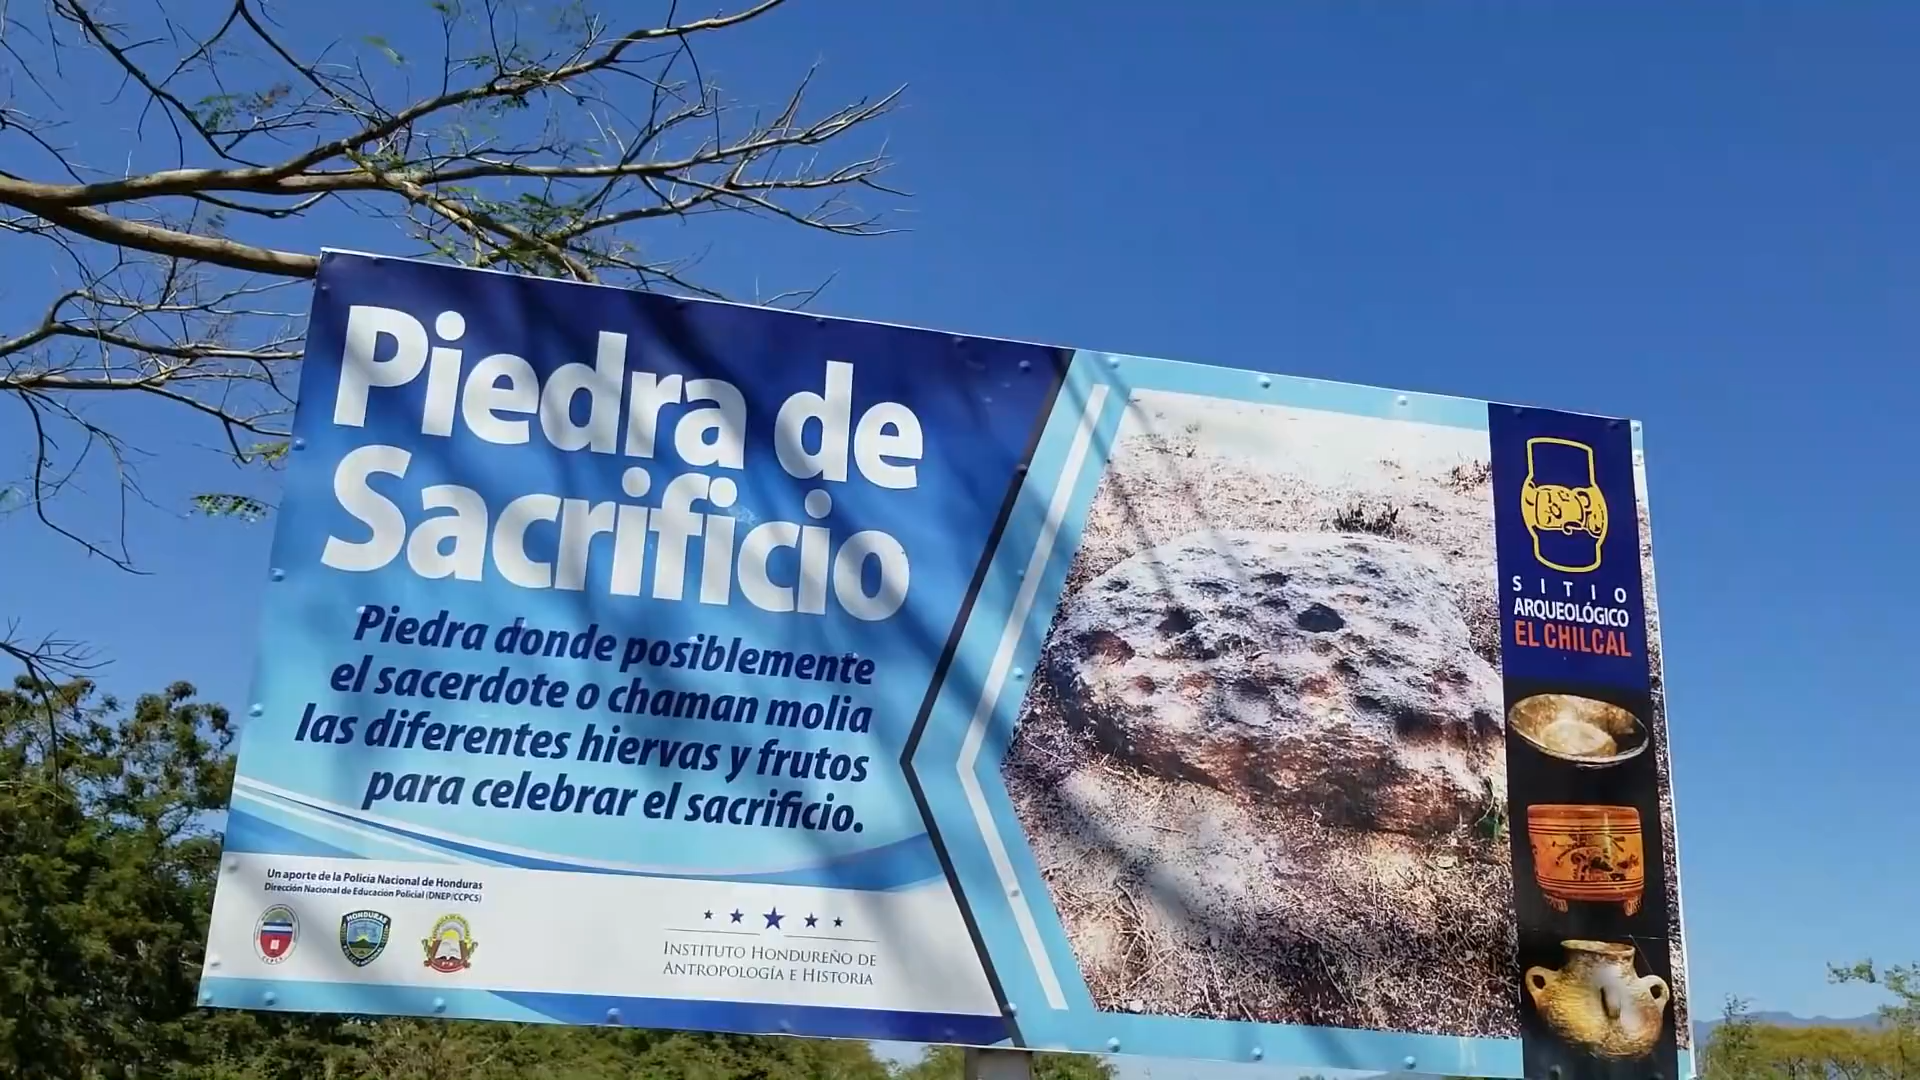 Piedra de
Sacrificio
Piedra donde posiblemente
el sacerdote o chaman molia
las diferentes hiervas y frutos
para celebrar el sacrificio.
Un aporte de la Policía Nacional de Honduras
Dirección Nacional de Educación Policial (DNEP/CCPCS)
HONDURAS
INSTITUTO HONDUREÑO DE
ANTROPOLOGÍA E HISTORIA
SITIO
ARQUEOLÓGICO
EL CHILCAL